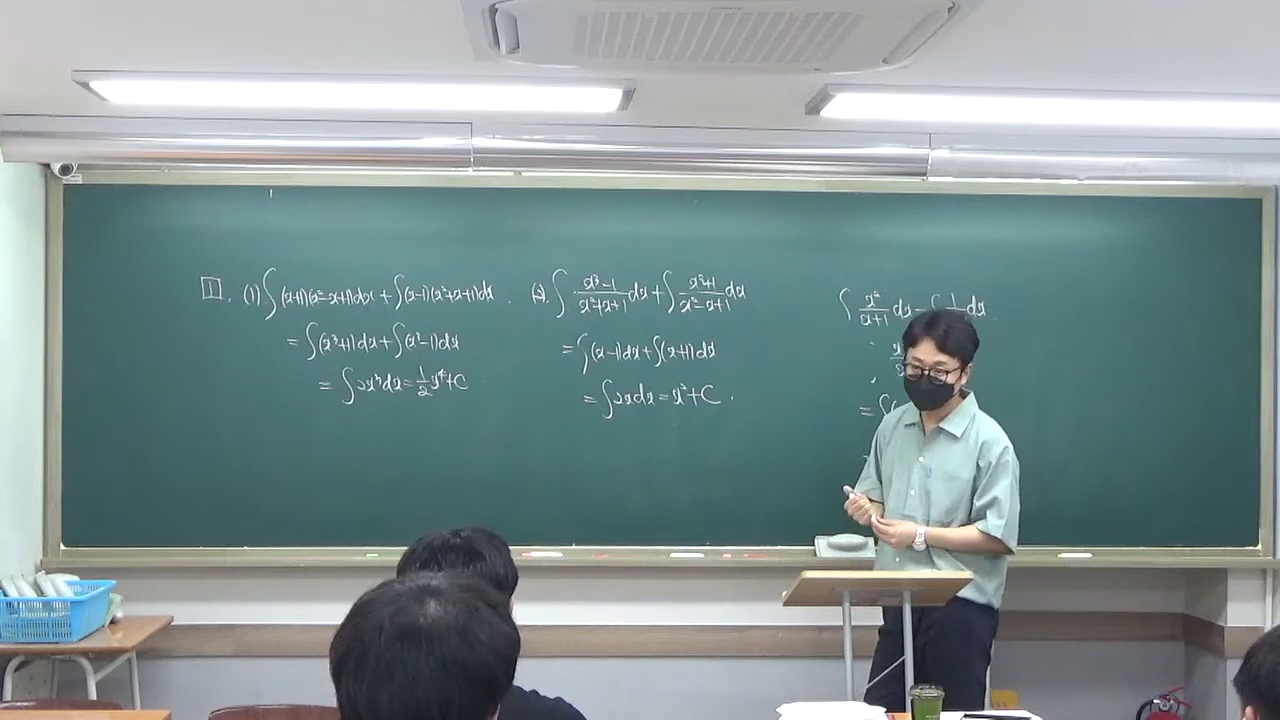 1. (1) ∫(x+1)(x²-x+1)dx + ∫(x-1)(x²+x+1)dx
= ∫(x³+1)dx + ∫(x³-1)dx
= ∫2x³dx = 1/2 x⁴ + C
(2). ∫ (x³-1)/(x²+x+1) dx + ∫ (x³+1)/(x²-x+1) dx
= ∫(x-1)dx + ∫(x+1)dx
= ∫2xdx = x² + C.
∫ x²/(x+1) dx - ∫ 1/ dx
= ∫(